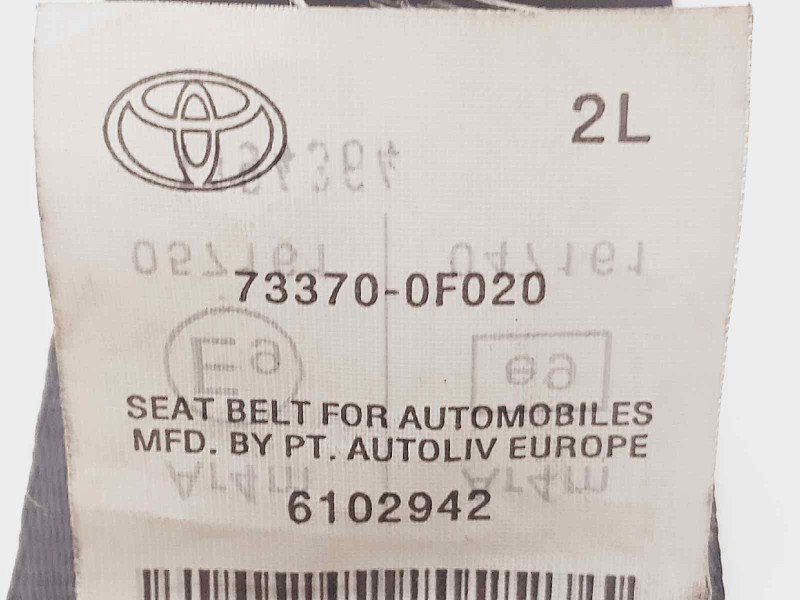 2L
73370-0F020
SEAT BELT FOR AUTOMOBILES
MFD. BY PT. AUTOLIV EUROPE
6102942